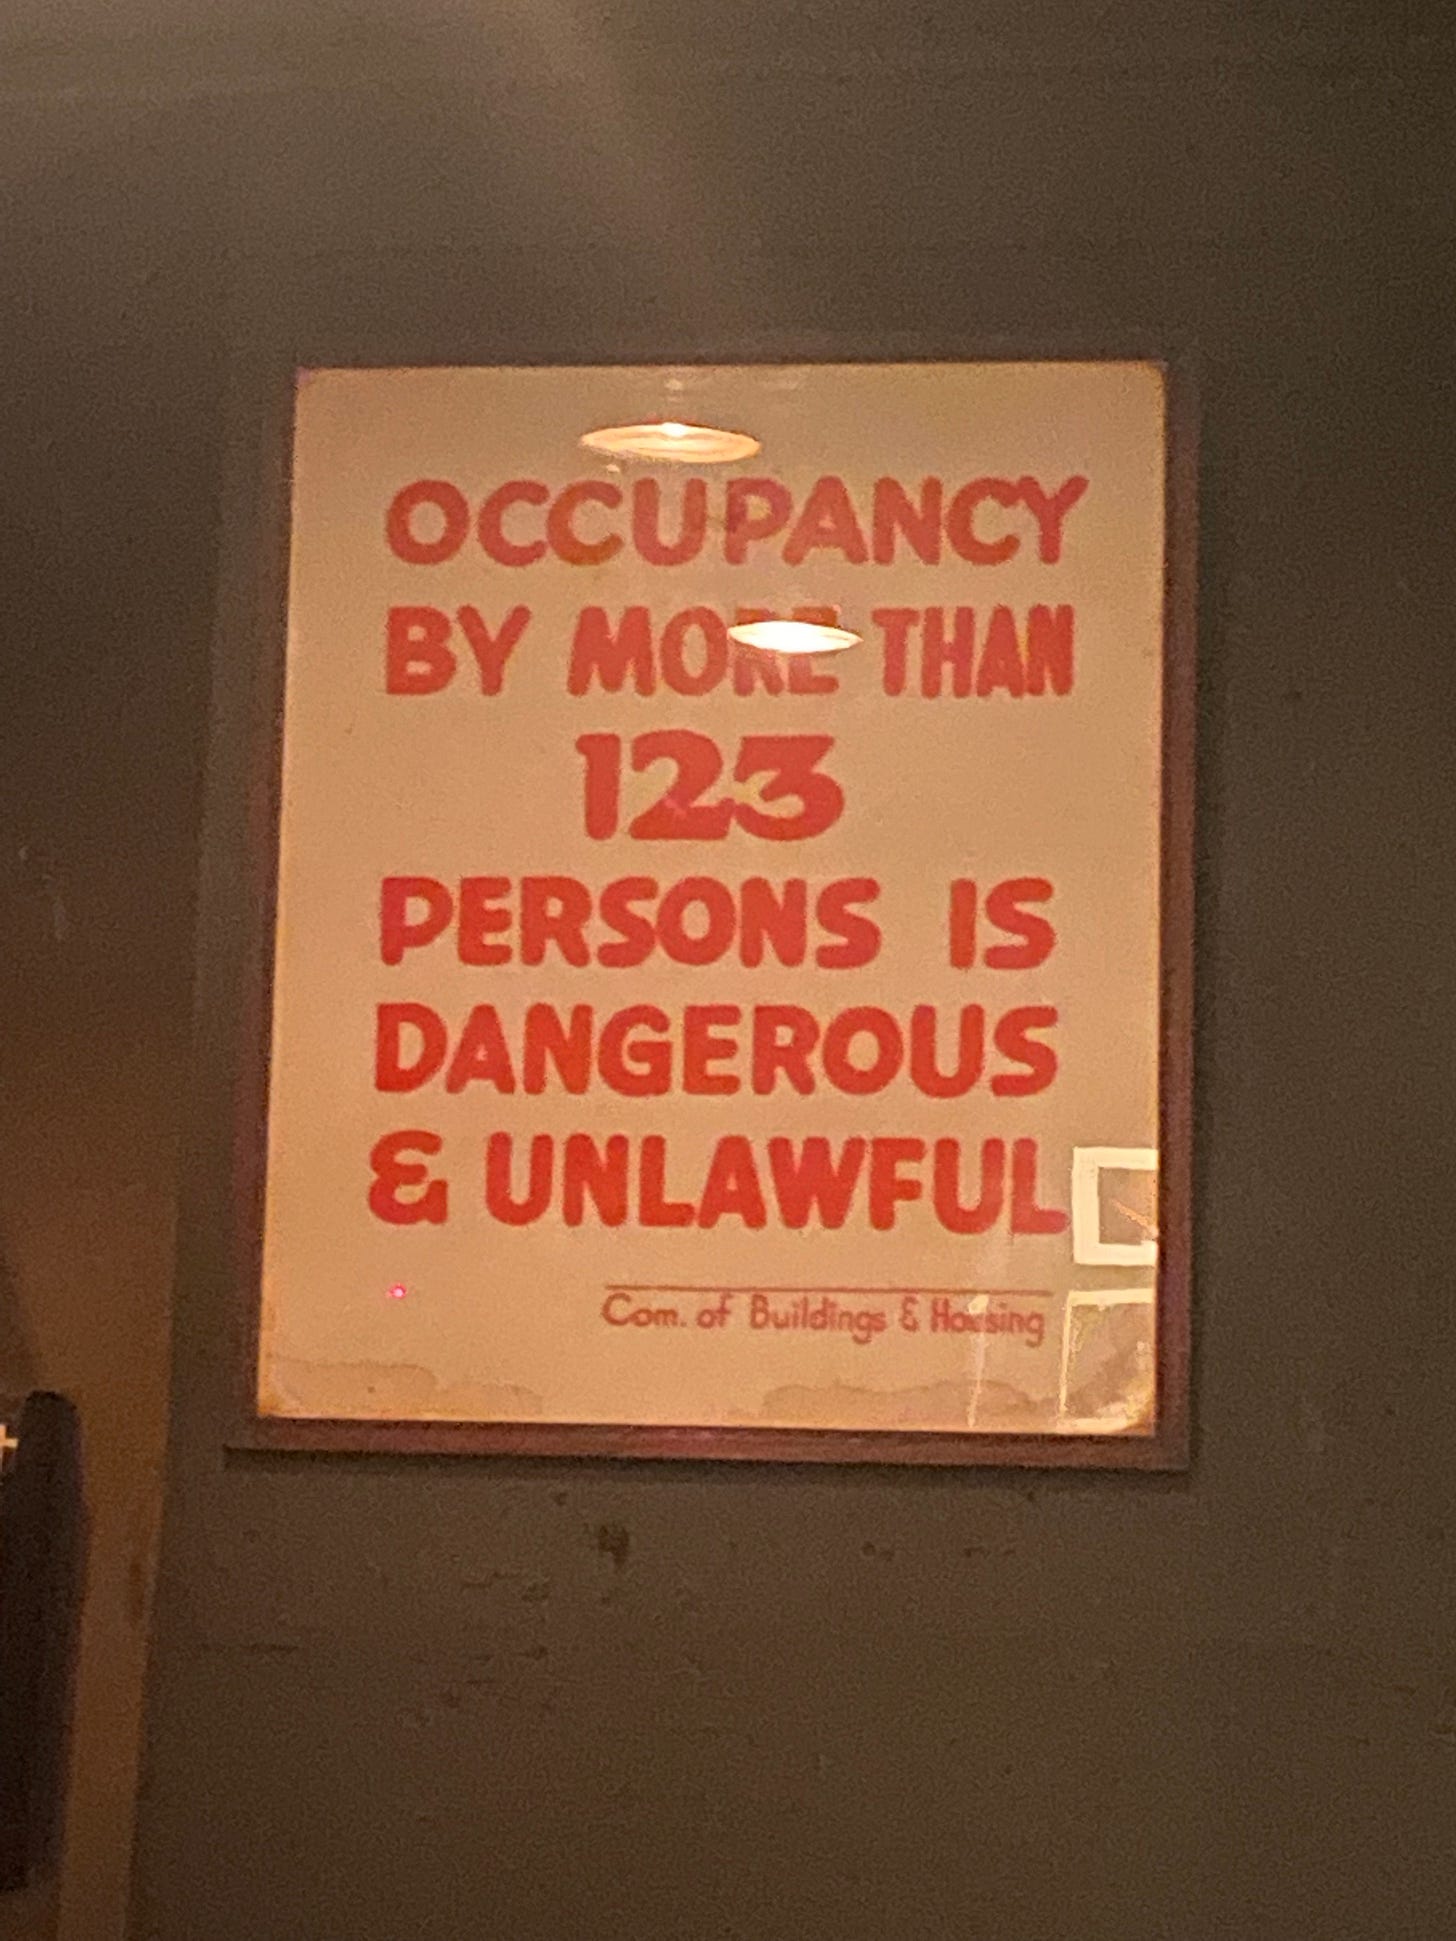 OCCUPANCY
BY MORE THAN
123
PERSONS IS
DANGEROUS
& UNLAWFUL
Com. of Buildings & Housing